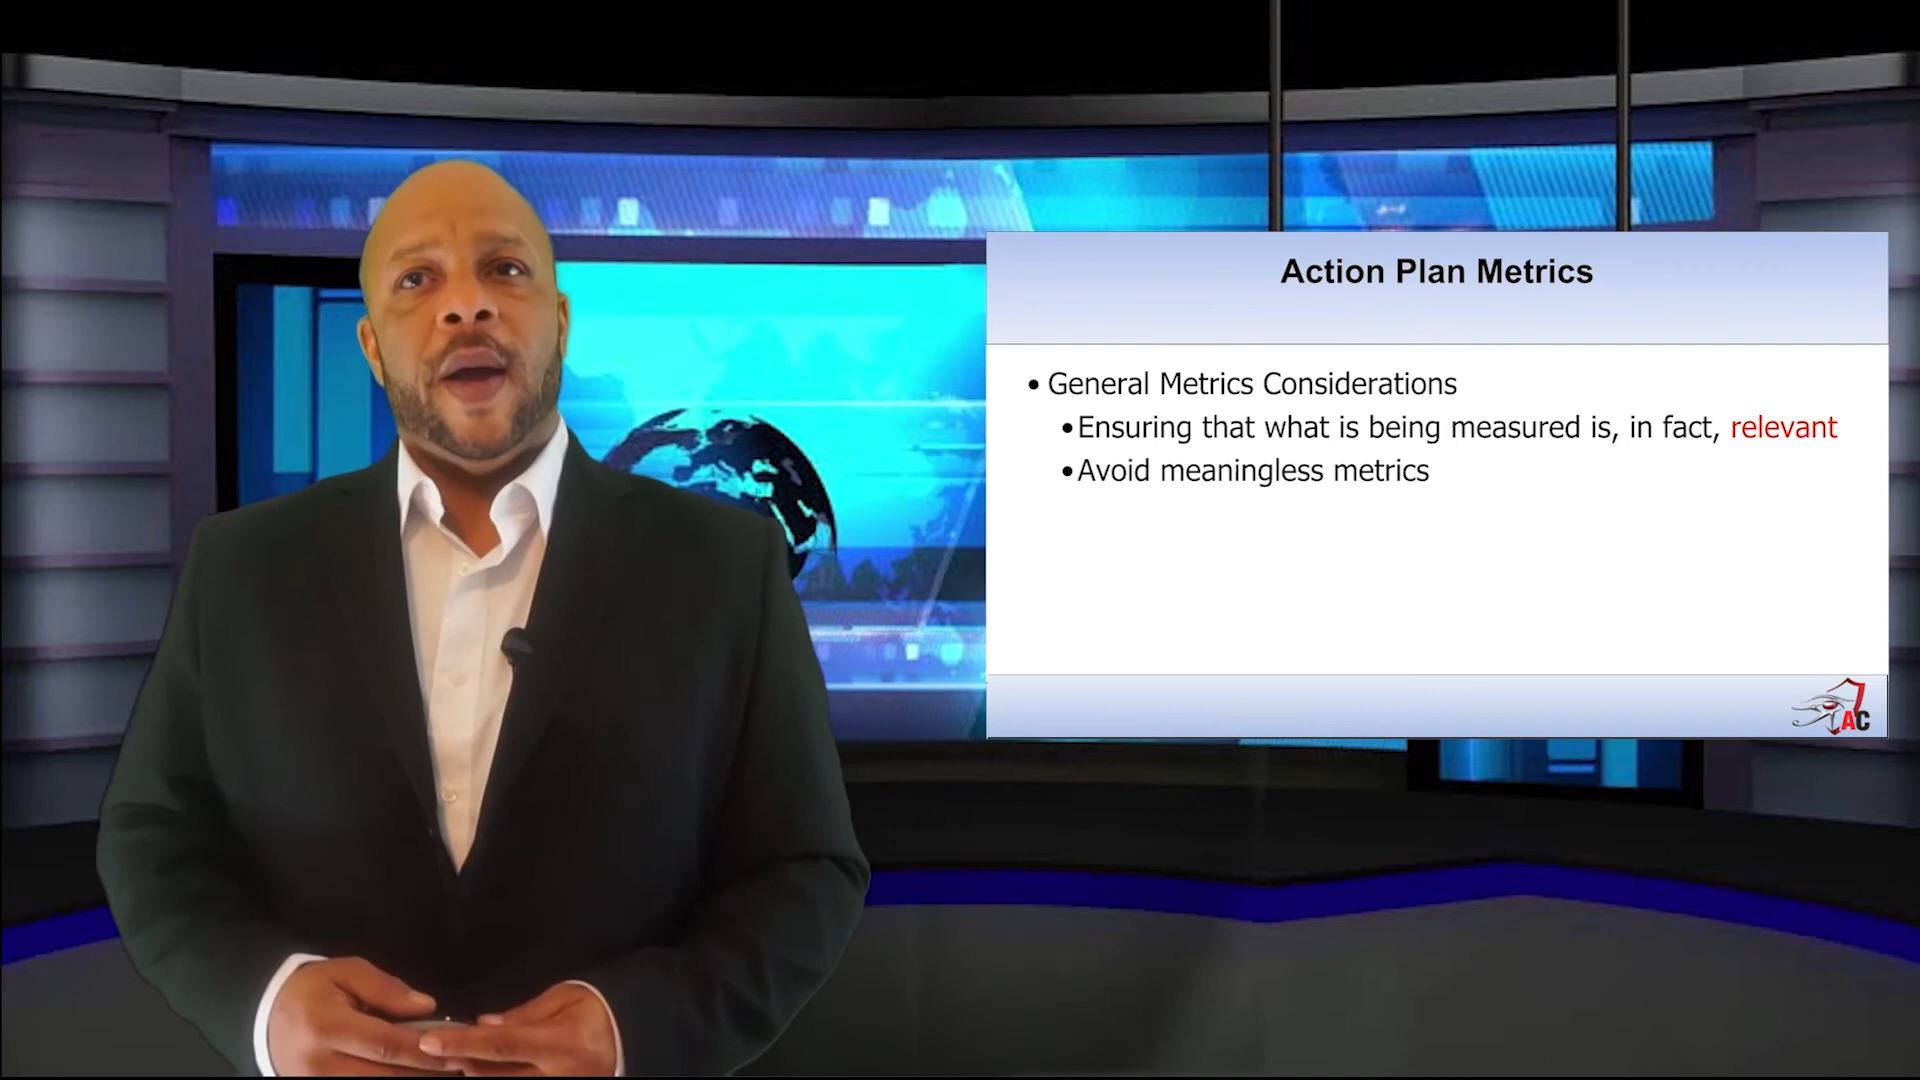 Action Plan Metrics
• General Metrics Considerations
• Ensuring that what is being measured is, in fact, relevant
• Avoid meaningless metrics
AC